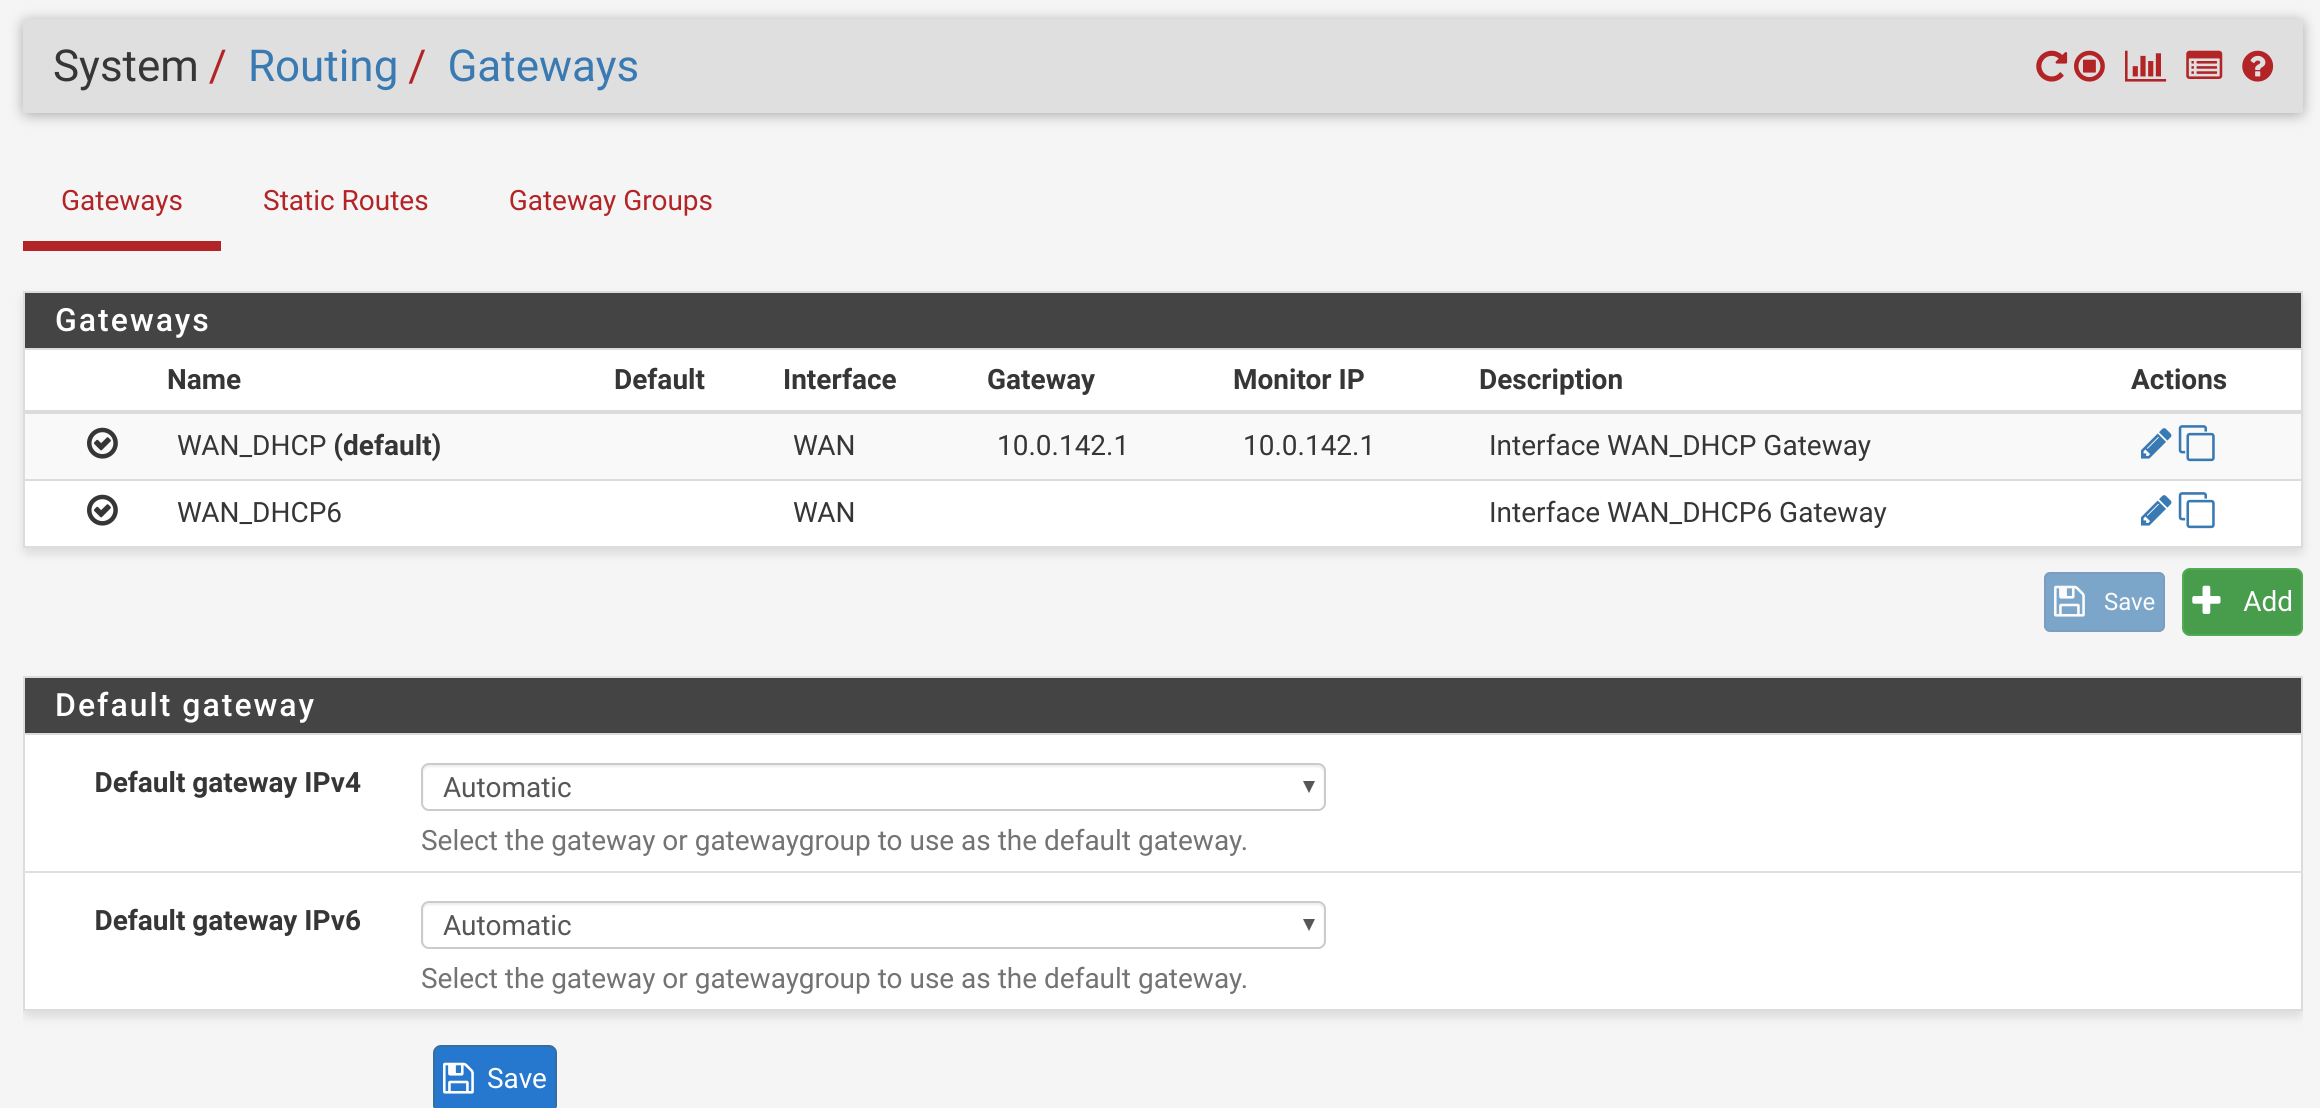 System / Routing / Gateways
Gateways Static Routes Gateway Groups
Gateways
Name Default Interface Gateway Monitor IP Description Actions
WAN_DHCP (default) WAN 10.0.142.1 10.0.142.1 Interface WAN_DHCP Gateway
WAN_DHCP6 WAN Interface WAN_DHCP6 Gateway
Save Add
Default gateway
Default gateway IPv4 Automatic
Select the gateway or gatewaygroup to use as the default gateway.
Default gateway IPv6 Automatic
Select the gateway or gatewaygroup to use as the default gateway.
Save